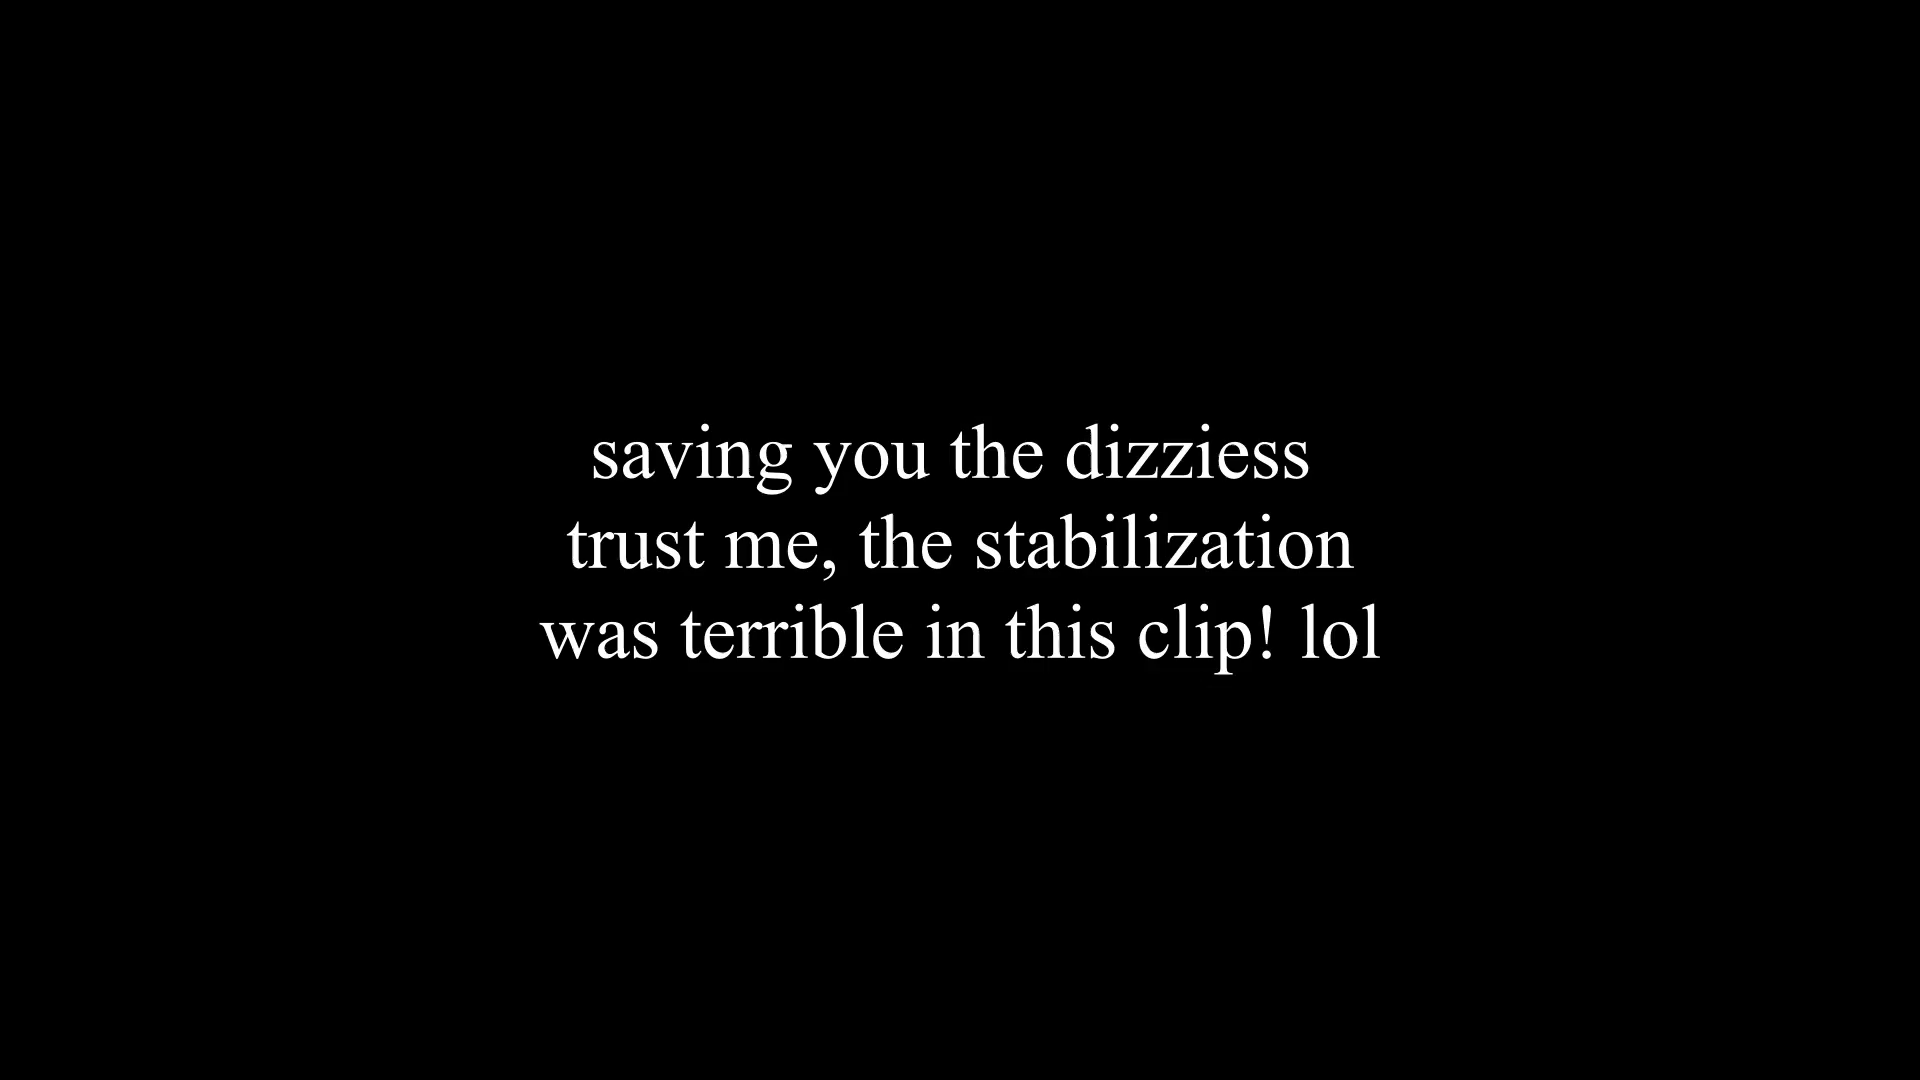 saving you the dizziess
trust me, the stabilization
was terrible in this clip! lol